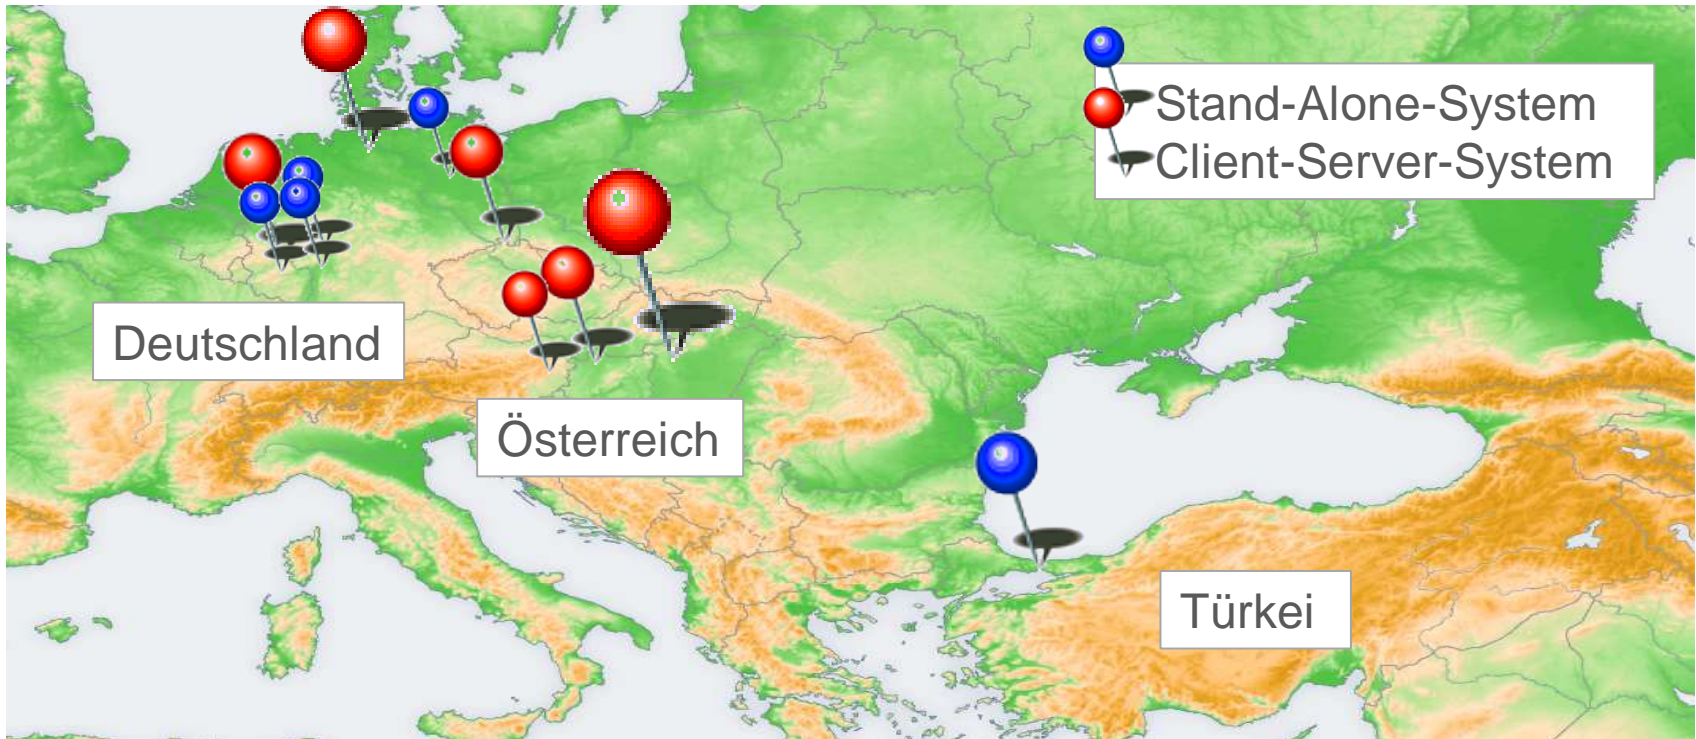 Stand-Alone-System
Client-Server-System
Deutschland
Österreich
Türkei